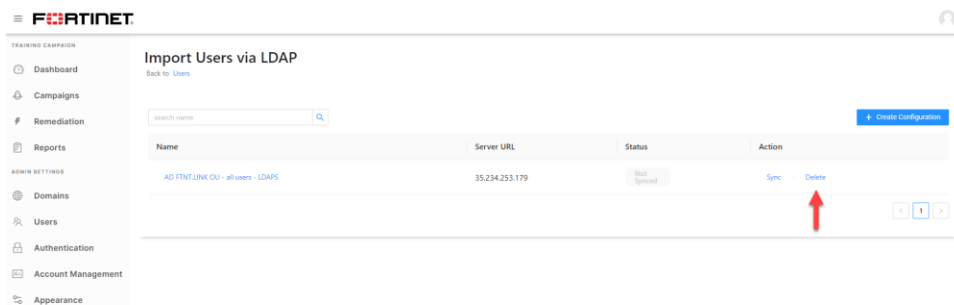 FORTINET
TRAINING CAMPAIGN
Dashboard
Campaigns
Remediation
Reports
ADMIN SETTINGS
Domains
Users
Authentication
Account Management
Appearance
Import Users via LDAP
Back to Users
search name
+ Create Configuration
Name Server URL Status Action
AD FTNT.LINK OU - all users - LDAPS 35.234.253.179 Not Synced Sync Delete
< 1 >